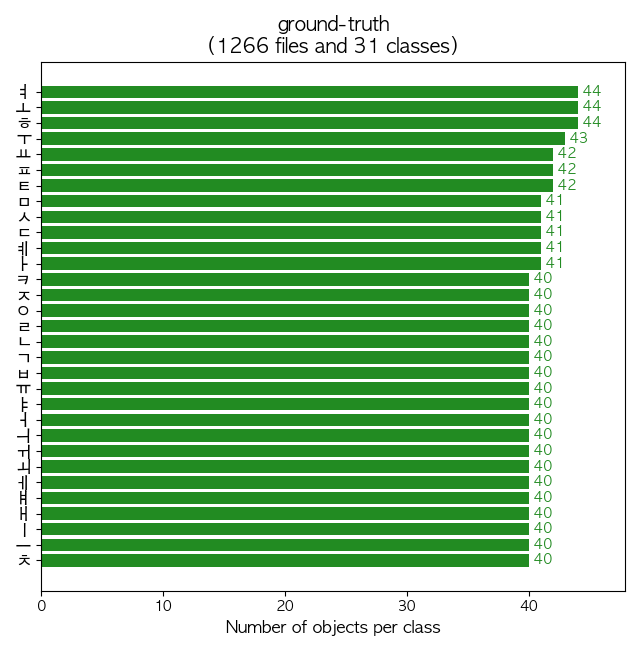 ground-truth
(1266 files and 31 classes)
ㅕ 44
ㅗ 44
ㅎ 44
ㅜ 43
ㅛ 42
ㅍ 42
ㅌ 42
ㅁ 41
ㅅ 41
ㄷ 41
ㅖ 41
ㅏ 41
ㅋ 40
ㅈ 40
ㅇ 40
ㄹ 40
ㄴ 40
ㄱ 40
ㅂ 40
ㅠ 40
ㅑ 40
ㅓ 40
ㅢ 40
ㅟ 40
ㅚ 40
ㅔ 40
ㅒ 40
ㅐ 40
ㅣ 40
ㅡ 40
ㅊ 40
0 10 20 30 40
Number of objects per class